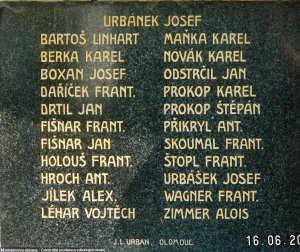 URBÁNEK JOSEF
BARTOŠ LINHART MAŇKA KAREL
BERKA KAREL NOVÁK KAREL
BOXAN JOSEF ODSTRČIL JAN
DAŘÍČEK FRANT. PROKOP KAREL
DRTIL JAN PROKOP ŠTĚPÁN
FIŠNAR FRANT. PŘIKRYL ANT.
FIŠNAR JAN SKOUMAL FRANT.
HOLOUŠ FRANT. ŠTOPL FRANT.
HROCH ANT. URBÁŠEK JOSEF
JÍLEK ALEX. WAGNER FRANT.
LÉHAR VOJTĚCH ZIMMER ALOIS
J.L. URBAN, OLOMOUC.
16.06.20